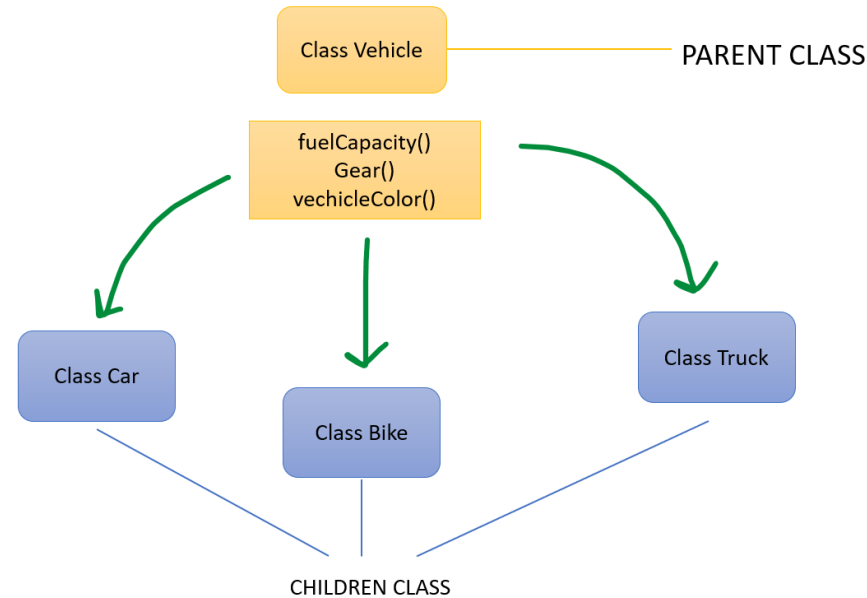 Class Vehicle
PARENT CLASS
fuelCapacity()
Gear()
vechicleColor()
Class Car
Class Bike
Class Truck
CHILDREN CLASS